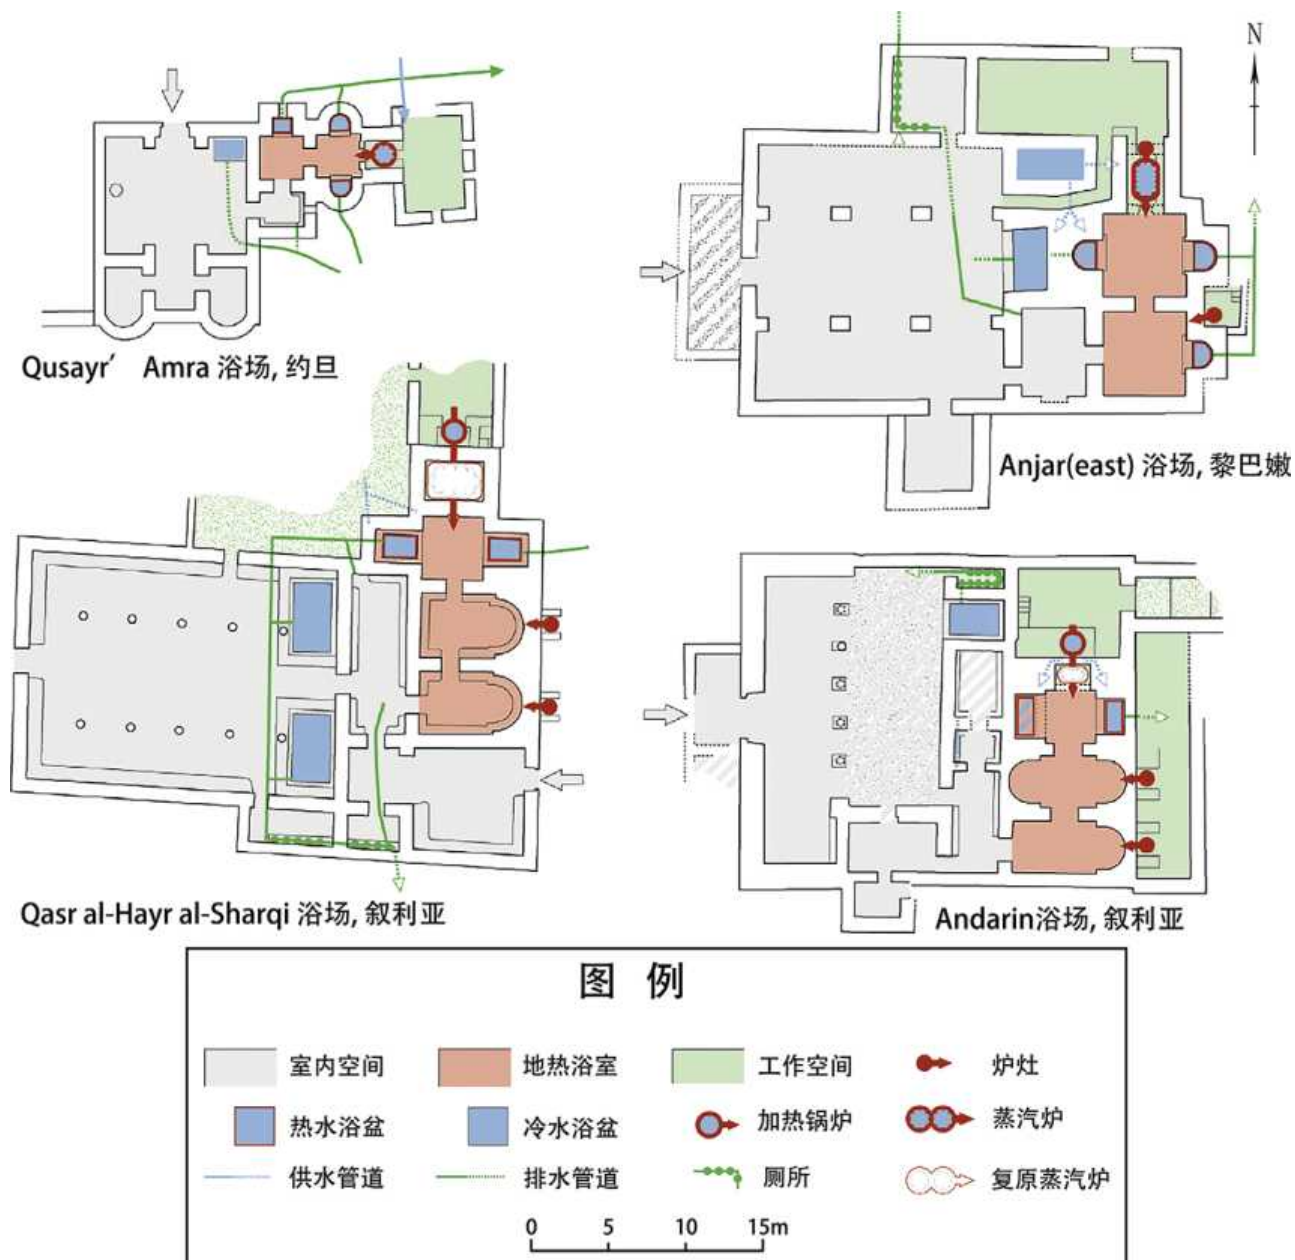 N
Qusayr′ Amra 浴场, 约旦
Anjar(east) 浴场, 黎巴嫩
Qasr al-Hayr al-Sharqi 浴场, 叙利亚
Andarin浴场, 叙利亚
图 例
室内空间 地热浴室 工作空间 炉灶
热水浴盆 冷水浴盆 加热锅炉 蒸汽炉
供水管道 排水管道 厕所 复原蒸汽炉
0 5 10 15m